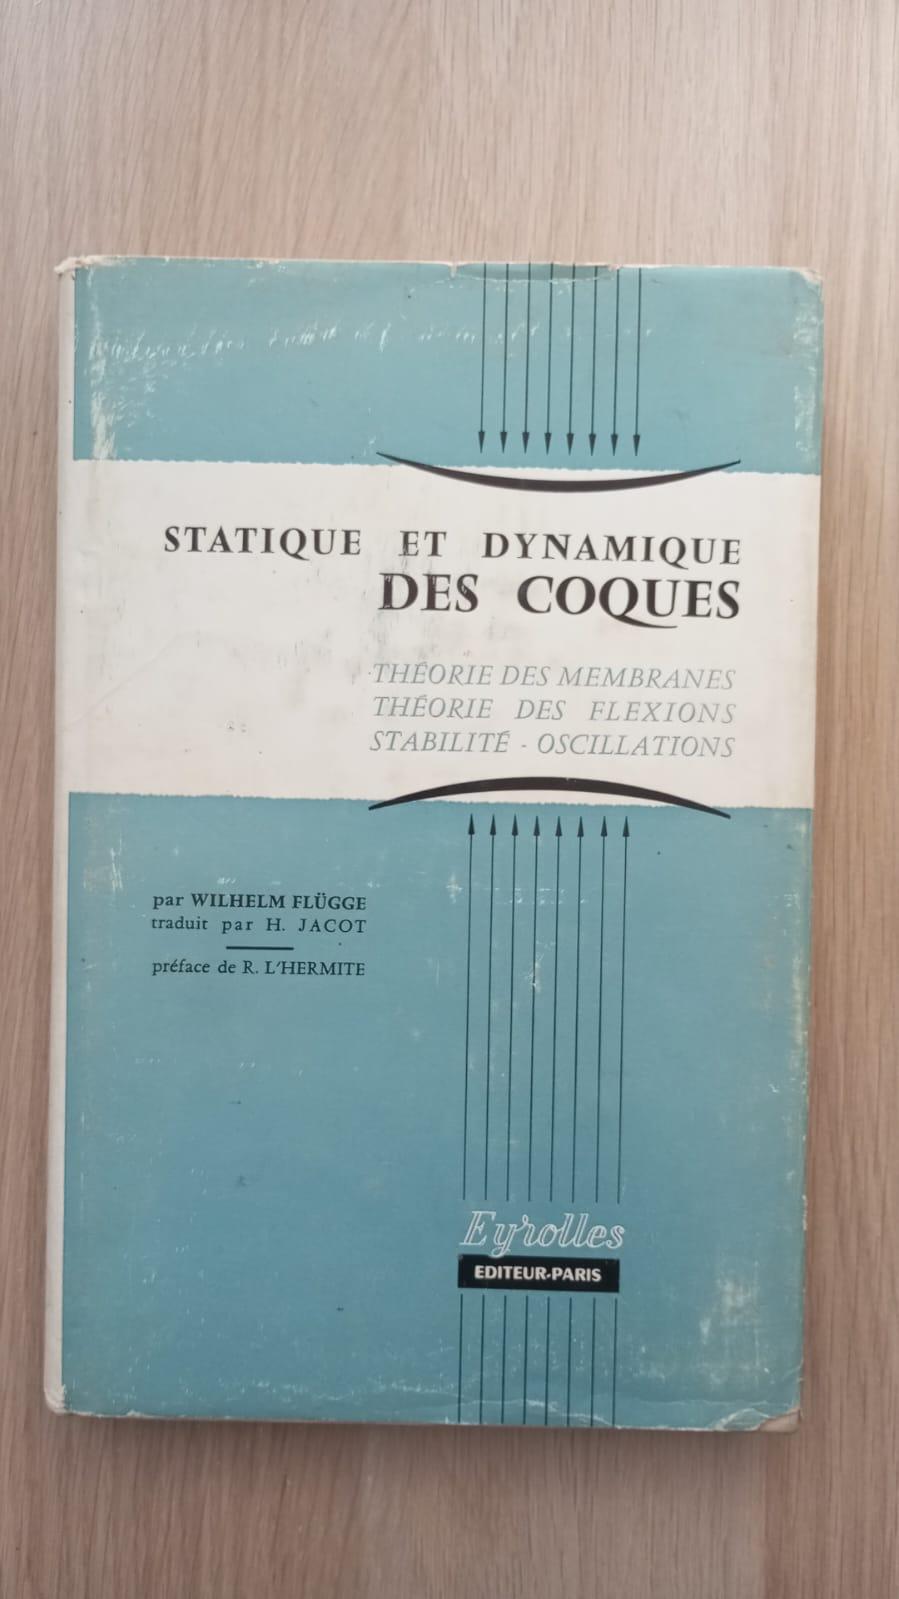 STATIQUE ET DYNAMIQUE
DES COQUES
THÉORIE DES MEMBRANES
THÉORIE DES FLEXIONS
STABILITÉ - OSCILLATIONS
par WILHELM FLÜGGE
traduit par H. JACOT
préface de R. L'HERMITE
Eyrolles
EDITEUR-PARIS